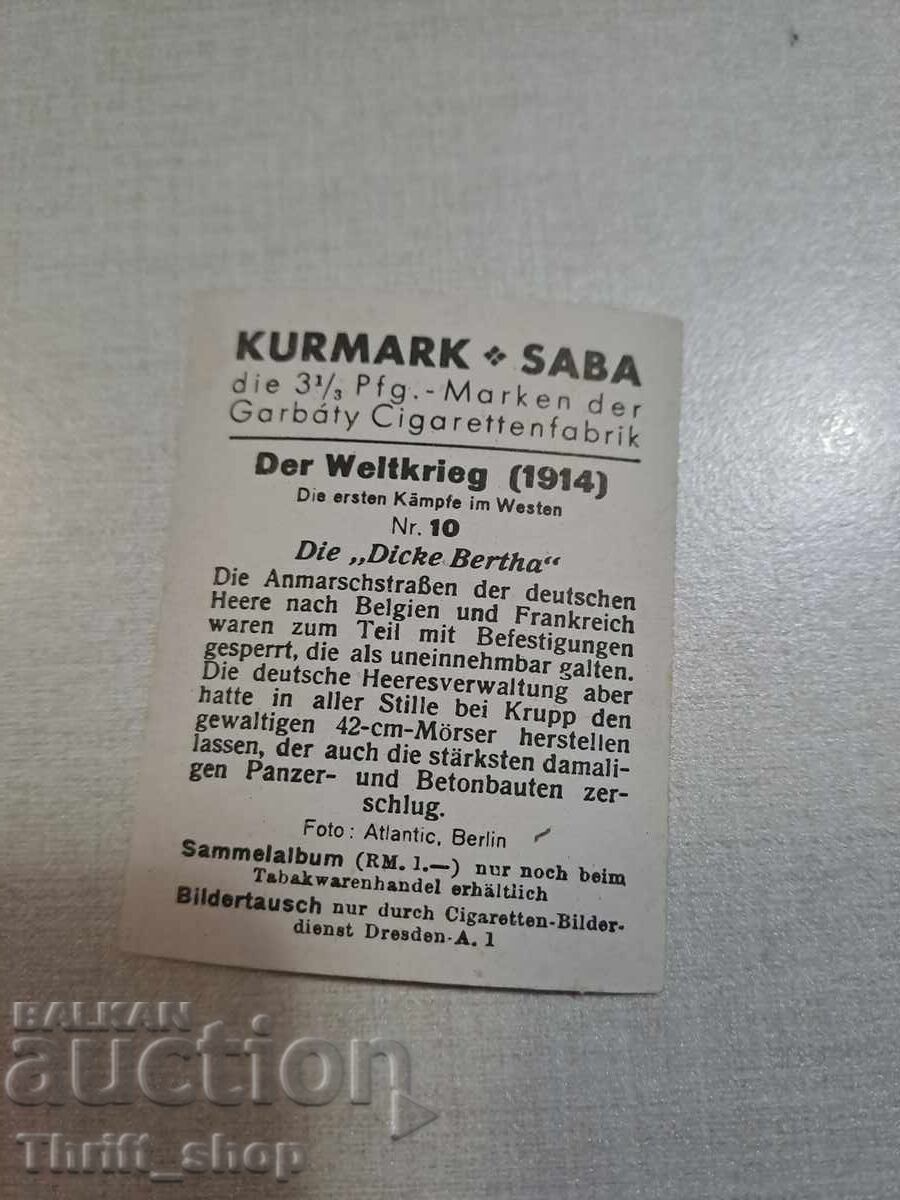 KURMARK ❖ SABA
die 3⅓ Pfg.-Marken der
Garbáty Cigarettenfabrik
Der Weltkrieg (1914)
Die ersten Kämpfe im Westen
Nr. 10
Die „Dicke Bertha“
Die Anmarschstraßen der deutschen
Heere nach Belgien und Frankreich
waren zum Teil mit Befestigungen
gesperrt, die als uneinnehmbar galten.
Die deutsche Heeresverwaltung aber
hatte in aller Stille bei Krupp den
gewaltigen 42-cm-Mörser herstellen
lassen, der auch die stärksten damali-
gen Panzer- und Betonbauten zer-
schlug.
Foto: Atlantic, Berlin
Sammelalbum (RM. 1.—) nur noch beim
Tabakwarenhandel erhältlich
Bildertausch nur durch Cigaretten-Bilder-
dienst Dresden-A. 1
BALKAN
auction
Thrift_shop